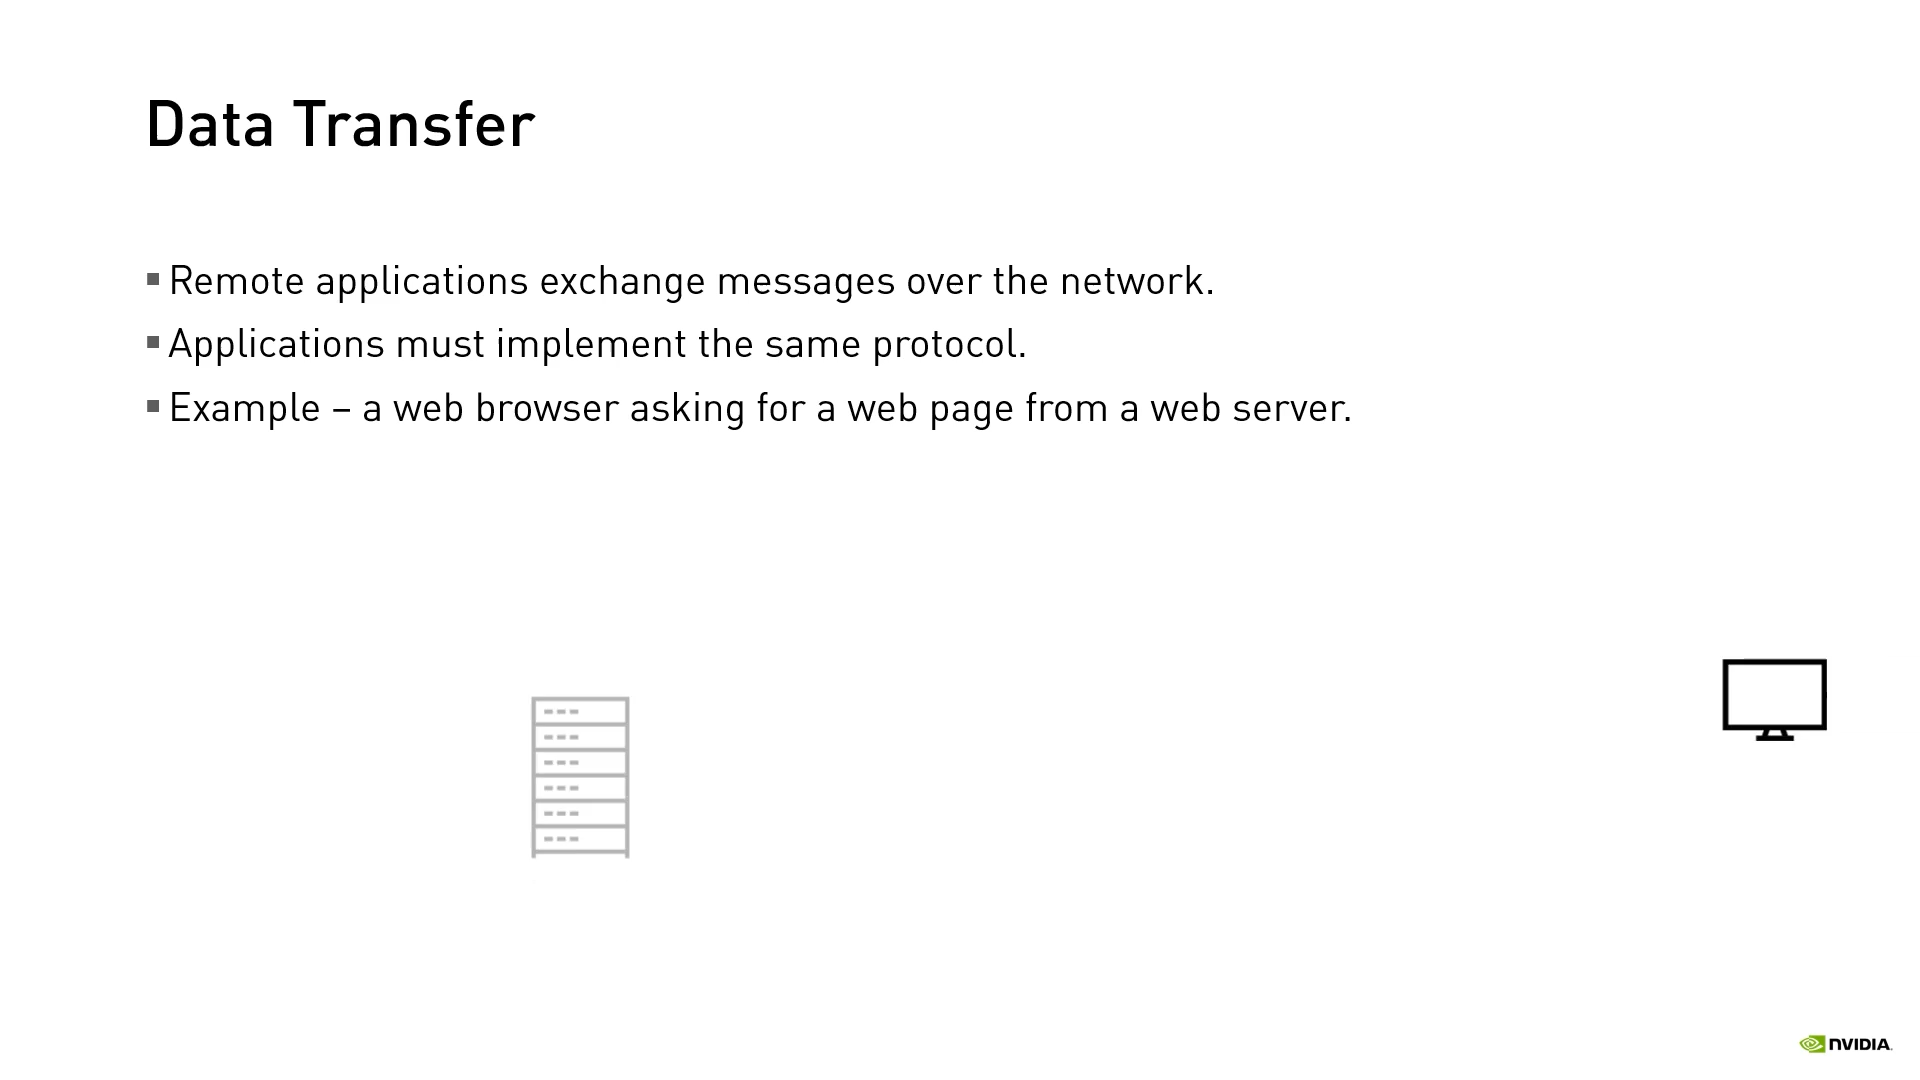 Data Transfer
▪ Remote applications exchange messages over the network.
▪ Applications must implement the same protocol.
▪ Example – a web browser asking for a web page from a web server.
NVIDIA.